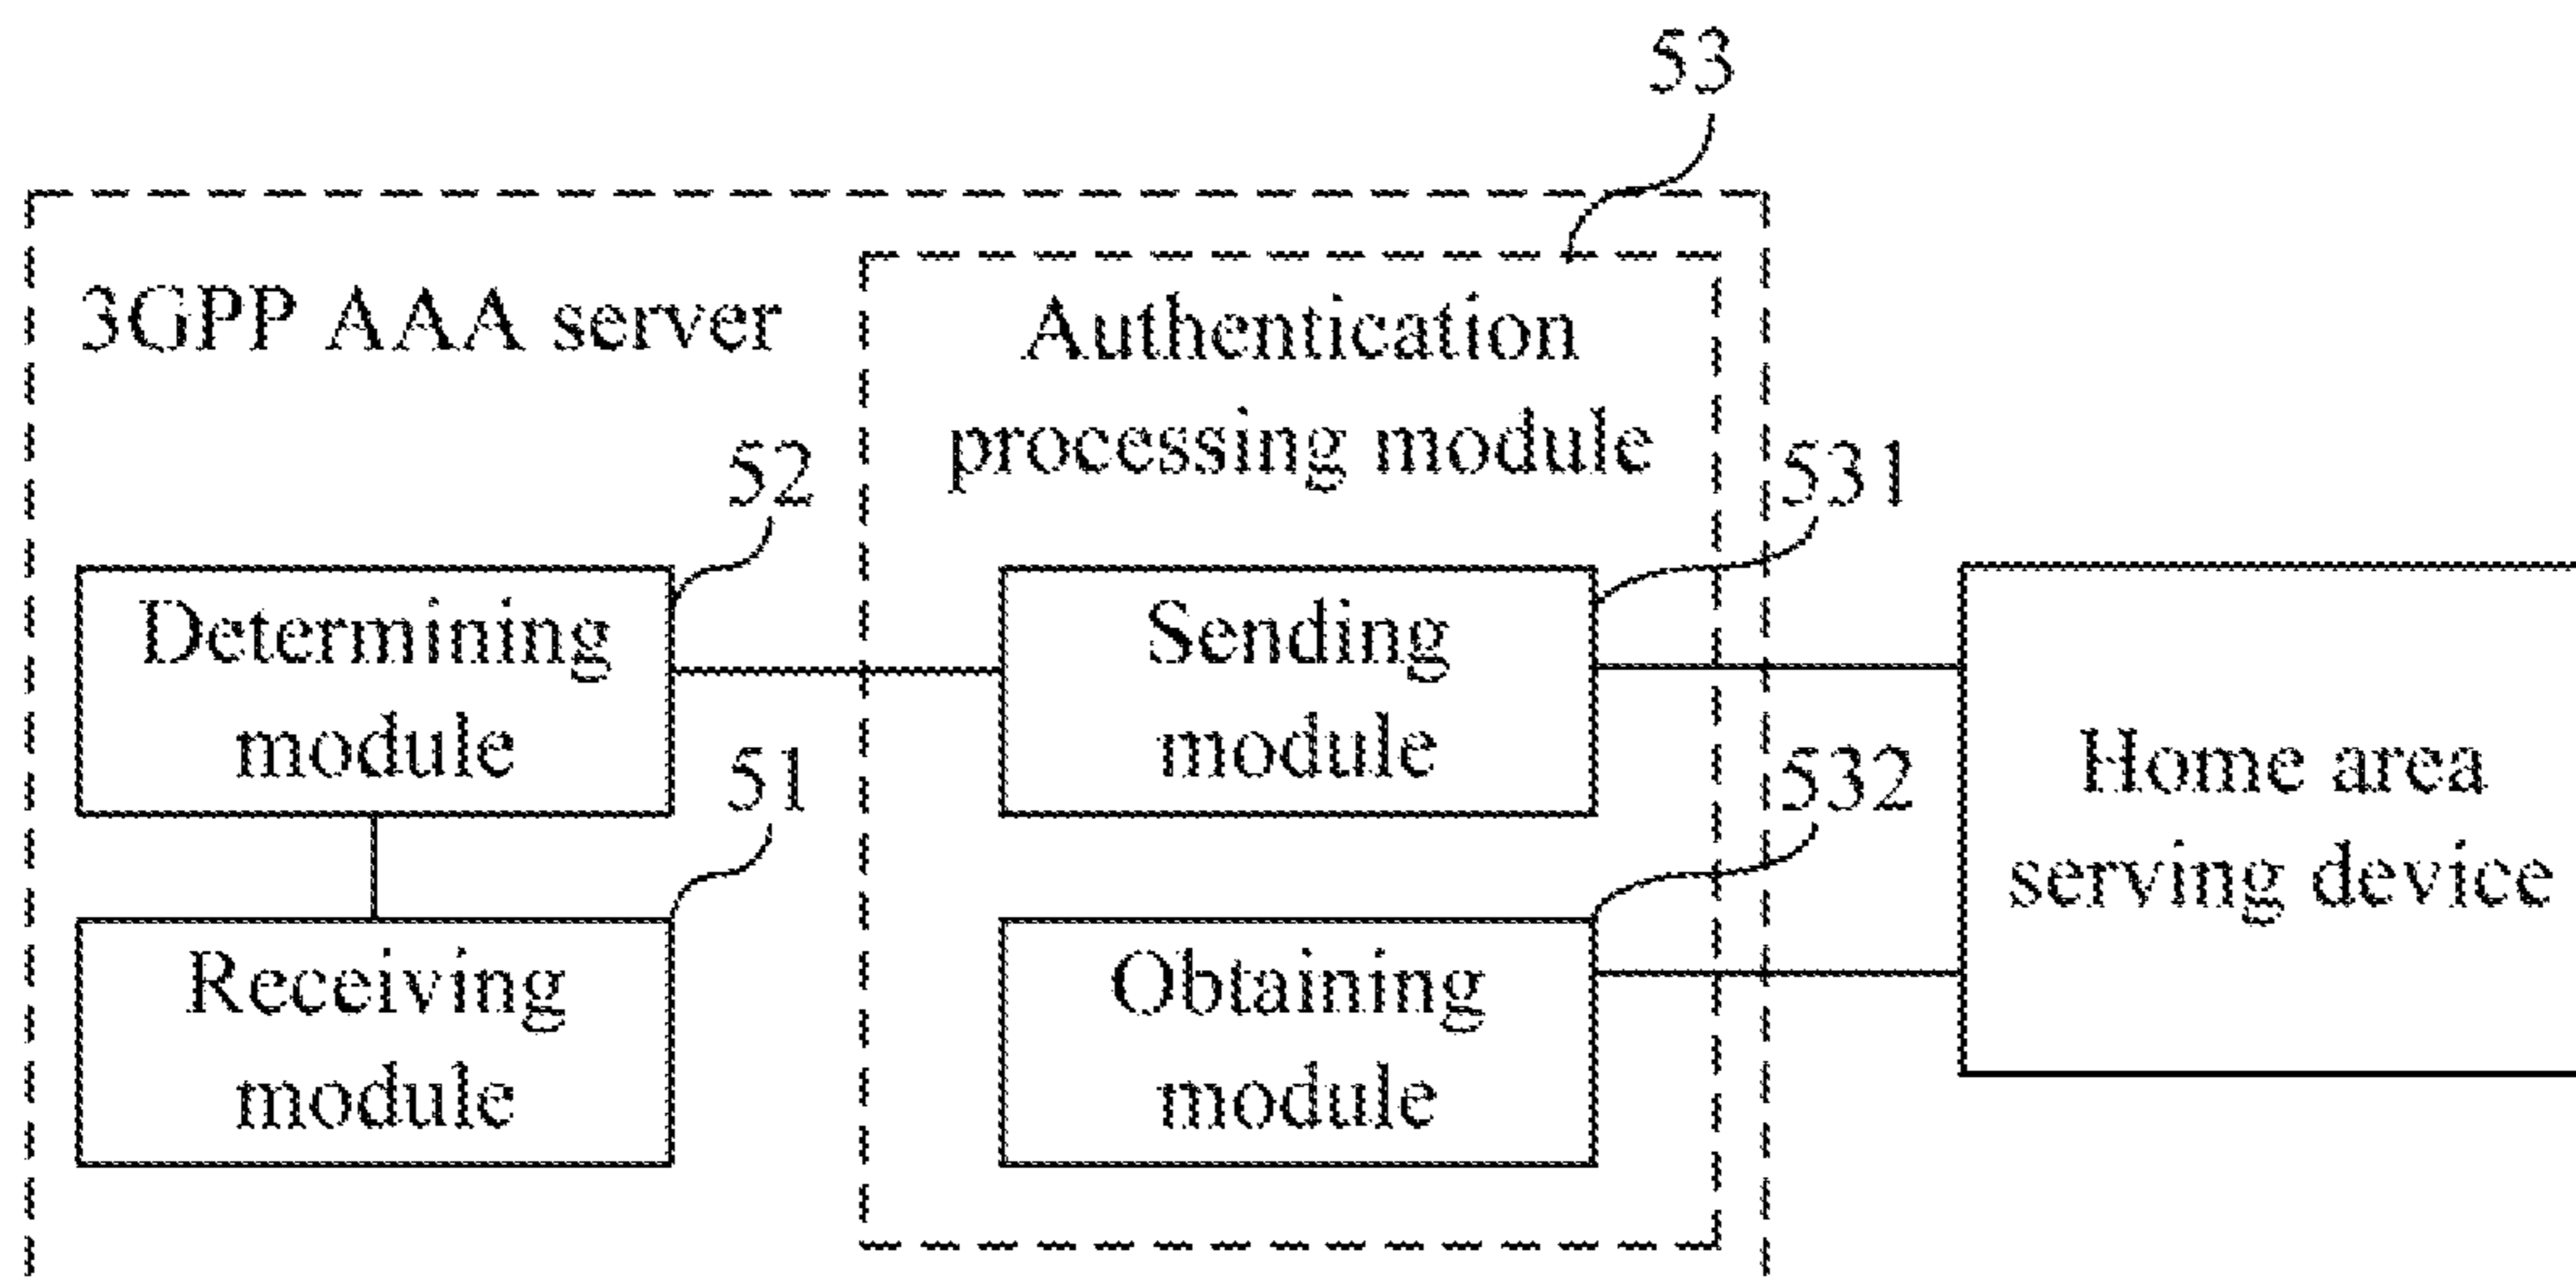 53
3GPP AAA server
Authentication
processing module
52
531
Determining
module
Sending
module
51
532
Home area
serving device
Receiving
module
Obtaining
module